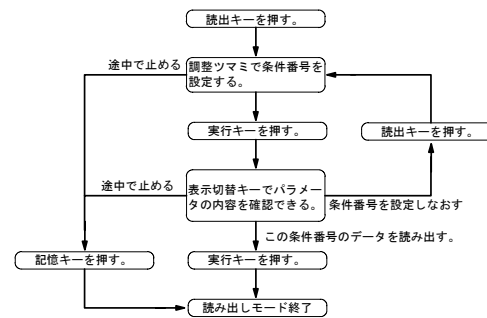 読出キーを押す。
途中で止める
調整ツマミで条件番号を
設定する。
実行キーを押す。
読出キーを押す。
途中で止める
表示切替キーでパラメー
タの内容を確認できる。
条件番号を設定しなおす
この条件番号のデータを読み出す。
記憶キーを押す。
実行キーを押す。
読み出しモード終了